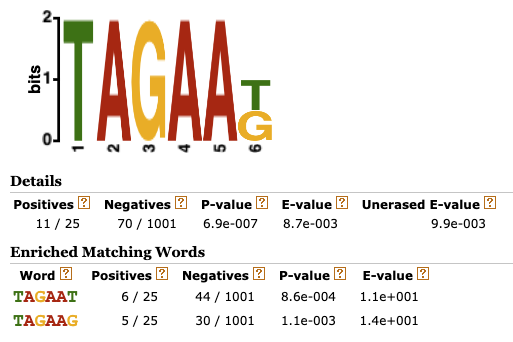 2
bits
1
0
TAGAAT
G
1 2 3 4 5 6
Details
Positives ? Negatives ? P-value ? E-value ? Unerased E-value ?
11 / 25 70 / 1001 6.9e-007 8.7e-003 9.9e-003
Enriched Matching Words
Word ? Positives ? Negatives ? P-value ? E-value ?
TAGAAT 6 / 25 44 / 1001 8.6e-004 1.1e+001
TAGAAG 5 / 25 30 / 1001 1.1e-003 1.4e+001